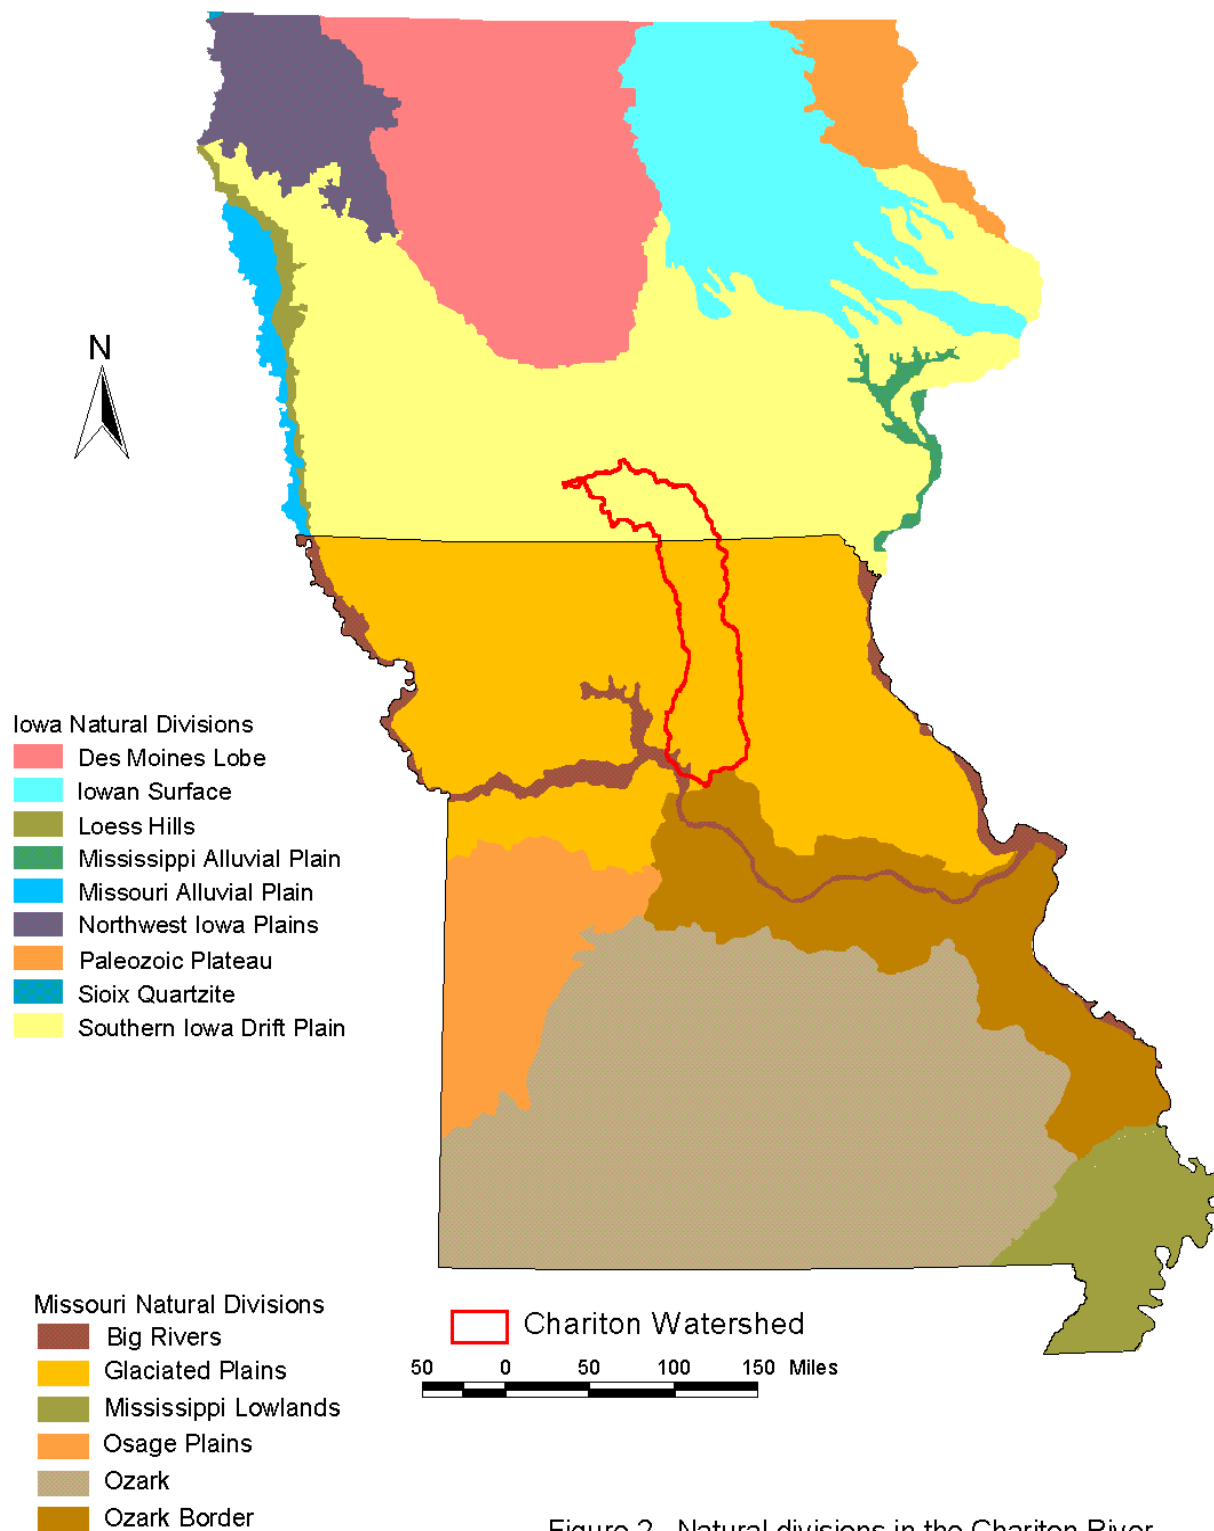 N
Iowa Natural Divisions
Des Moines Lobe
Iowan Surface
Loess Hills
Mississippi Alluvial Plain
Missouri Alluvial Plain
Northwest Iowa Plains
Paleozoic Plateau
Sioix Quartzite
Southern Iowa Drift Plain
Missouri Natural Divisions
Big Rivers
Glaciated Plains
Mississippi Lowlands
Osage Plains
Ozark
Ozark Border
Chariton Watershed
50 0 50 100 150 Miles
Figure 2. Natural divisions in the Chariton River